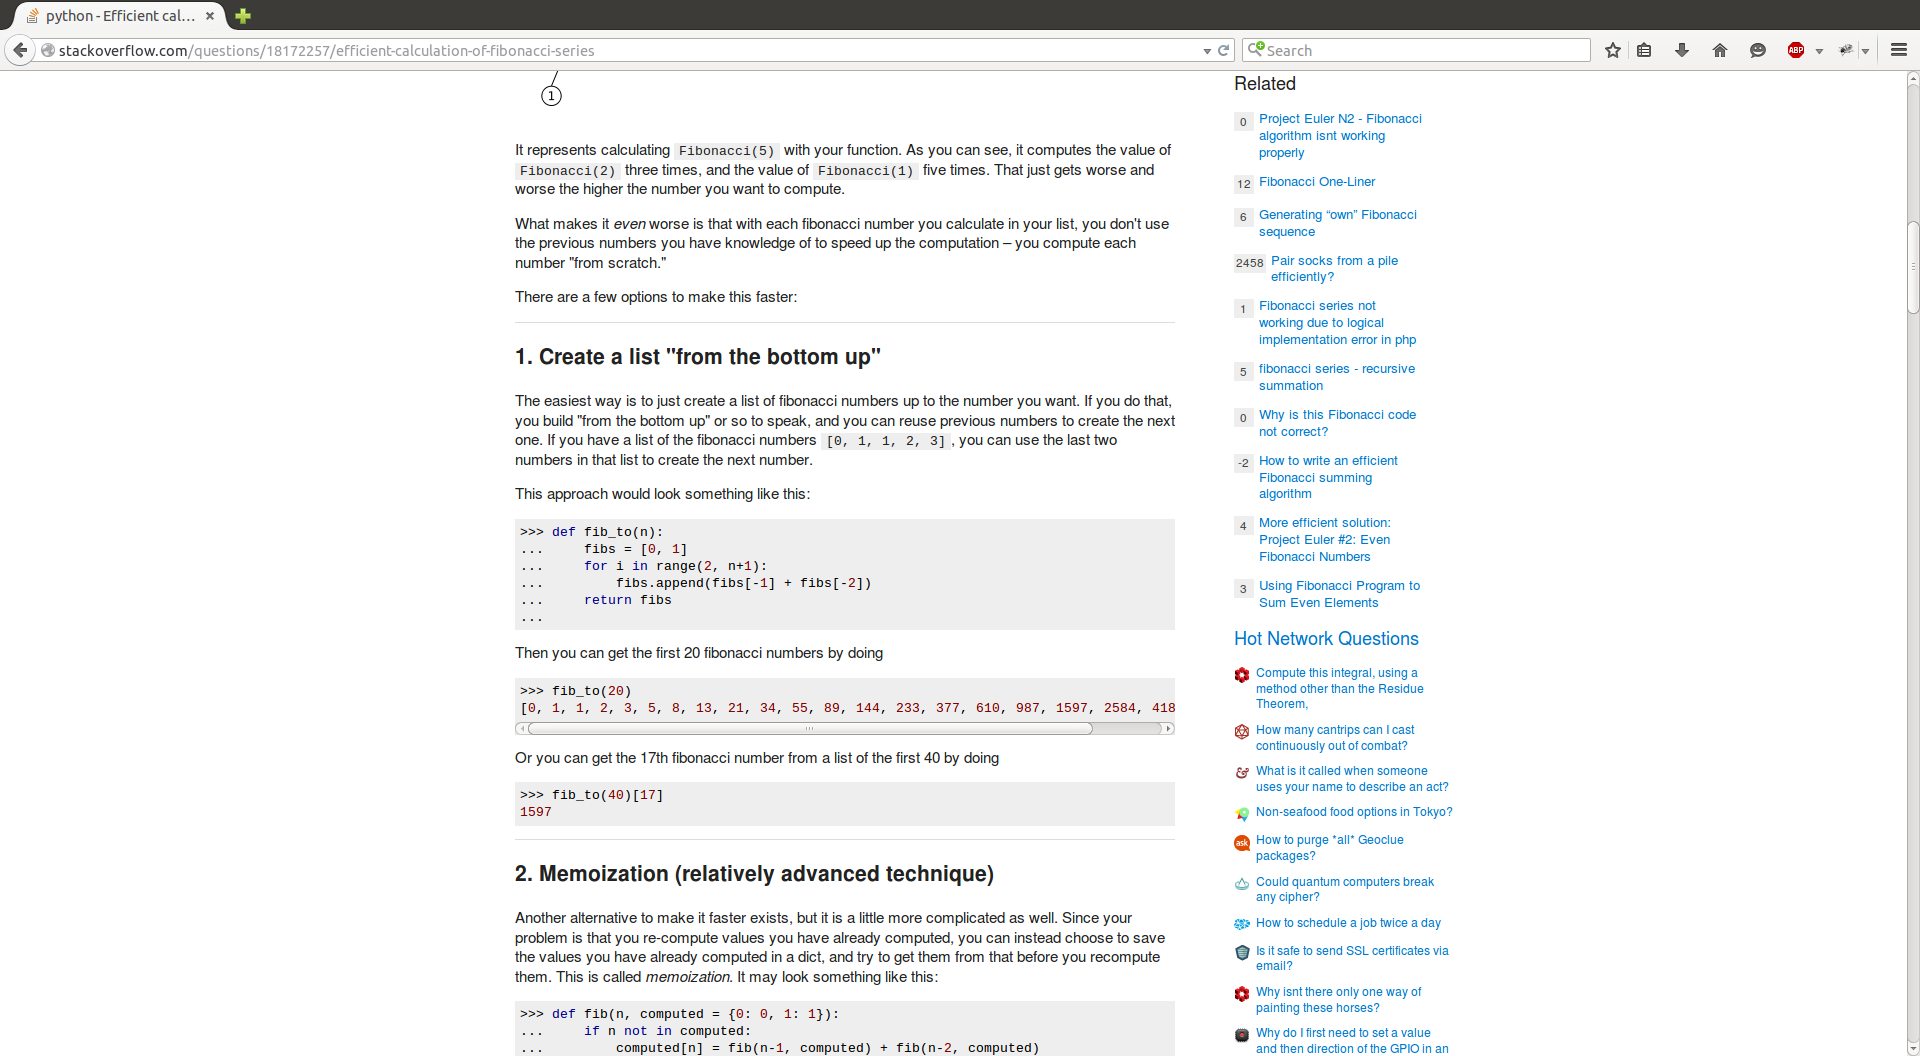 python - Efficient cal...
stackoverflow.com/questions/18172257/efficient-calculation-of-fibonacci-series
Search
ABP
1
It represents calculating Fibonacci(5) with your function. As you can see, it computes the value of
Fibonacci(2) three times, and the value of Fibonacci(1) five times. That just gets worse and
worse the higher the number you want to compute.
What makes it even worse is that with each fibonacci number you calculate in your list, you don't use
the previous numbers you have knowledge of to speed up the computation – you compute each
number "from scratch."
There are a few options to make this faster:
1. Create a list "from the bottom up"
The easiest way is to just create a list of fibonacci numbers up to the number you want. If you do that,
you build "from the bottom up" or so to speak, and you can reuse previous numbers to create the next
one. If you have a list of the fibonacci numbers [0, 1, 1, 2, 3], you can use the last two
numbers in that list to create the next number.
This approach would look something like this:
>>> def fib_to(n):
...     fibs = [0, 1]
...     for i in range(2, n+1):
...         fibs.append(fibs[-1] + fibs[-2])
...     return fibs
...
Then you can get the first 20 fibonacci numbers by doing
>>> fib_to(20)
[0, 1, 1, 2, 3, 5, 8, 13, 21, 34, 55, 89, 144, 233, 377, 610, 987, 1597, 2584, 418
Or you can get the 17th fibonacci number from a list of the first 40 by doing
>>> fib_to(40)[17]
1597
2. Memoization (relatively advanced technique)
Another alternative to make it faster exists, but it is a little more complicated as well. Since your
problem is that you re-compute values you have already computed, you can instead choose to save
the values you have already computed in a dict, and try to get them from that before you recompute
them. This is called memoization. It may look something like this:
>>> def fib(n, computed = {0: 0, 1: 1}):
...     if n not in computed:
...         computed[n] = fib(n-1, computed) + fib(n-2, computed)
Related
0 Project Euler N2 - Fibonacci
algorithm isnt working
properly
12 Fibonacci One-Liner
6 Generating “own” Fibonacci
sequence
2458 Pair socks from a pile
efficiently?
1 Fibonacci series not
working due to logical
implementation error in php
5 fibonacci series - recursive
summation
0 Why is this Fibonacci code
not correct?
-2 How to write an efficient
Fibonacci summing
algorithm
4 More efficient solution:
Project Euler #2: Even
Fibonacci Numbers
3 Using Fibonacci Program to
Sum Even Elements
Hot Network Questions
Compute this integral, using a
method other than the Residue
Theorem,
How many cantrips can I cast
continuously out of combat?
What is it called when someone
uses your name to describe an act?
Non-seafood food options in Tokyo?
ask How to purge *all* Geoclue
packages?
Could quantum computers break
any cipher?
How to schedule a job twice a day
Is it safe to send SSL certificates via
email?
Why isnt there only one way of
painting these horses?
Why do I first need to set a value
and then direction of the GPIO in an